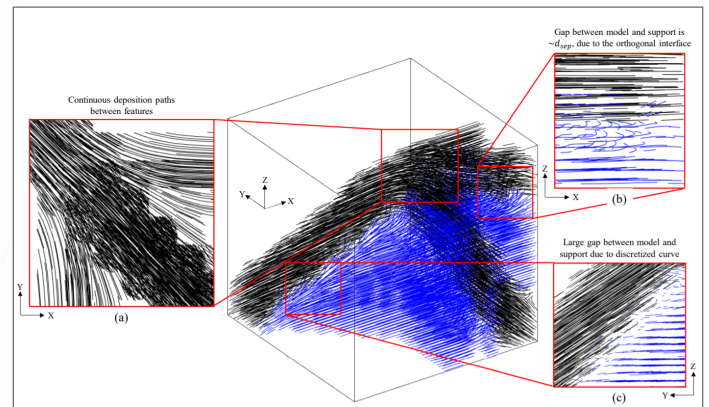 Gap between model and support is
~d_sep, due to the orthogonal interface
Continuous deposition paths
between features
Z
Y
X
Z
X
(b)
Large gap between model and
support due to discretized curve
Y
X
(a)
Z
Y
(c)